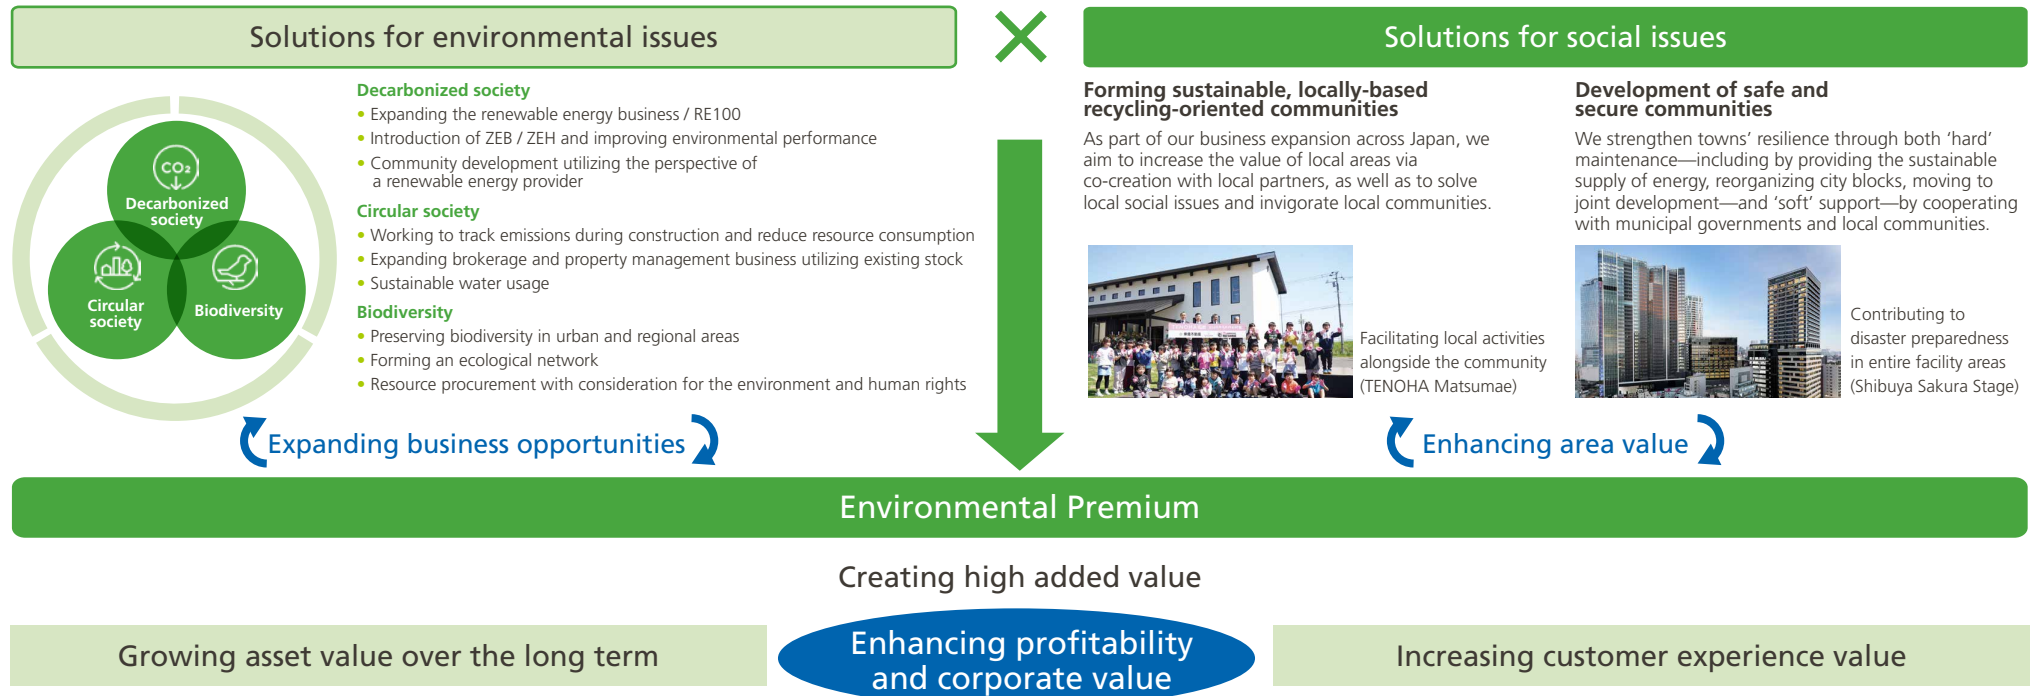 Solutions for environmental issues
Solutions for social issues
CO₂
Decarbonized
society
Circular
society
Biodiversity
Decarbonized society
• Expanding the renewable energy business / RE100
• Introduction of ZEB / ZEH and improving environmental performance
• Community development utilizing the perspective of
a renewable energy provider
Circular society
• Working to track emissions during construction and reduce resource consumption
• Expanding brokerage and property management business utilizing existing stock
• Sustainable water usage
Biodiversity
• Preserving biodiversity in urban and regional areas
• Forming an ecological network
• Resource procurement with consideration for the environment and human rights
Expanding business opportunities
Forming sustainable, locally-based
recycling-oriented communities
As part of our business expansion across Japan, we
aim to increase the value of local areas via
co-creation with local partners, as well as to solve
local social issues and invigorate local communities.
Facilitating local activities
alongside the community
(TENOHA Matsumae)
Development of safe and
secure communities
We strengthen towns’ resilience through both ‘hard’
maintenance—including by providing the sustainable
supply of energy, reorganizing city blocks, moving to
joint development—and ‘soft’ support—by cooperating
with municipal governments and local communities.
Contributing to
disaster preparedness
in entire facility areas
(Shibuya Sakura Stage)
Enhancing area value
Environmental Premium
Creating high added value
Growing asset value over the long term
Enhancing profitability
and corporate value
Increasing customer experience value